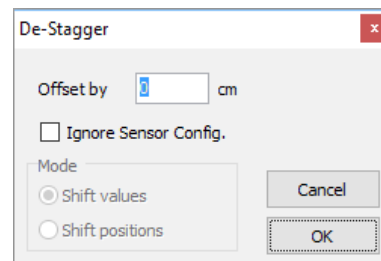 De-Stagger x
Offset by 0 cm
Ignore Sensor Config.
Mode
Shift values
Shift positions
Cancel
OK